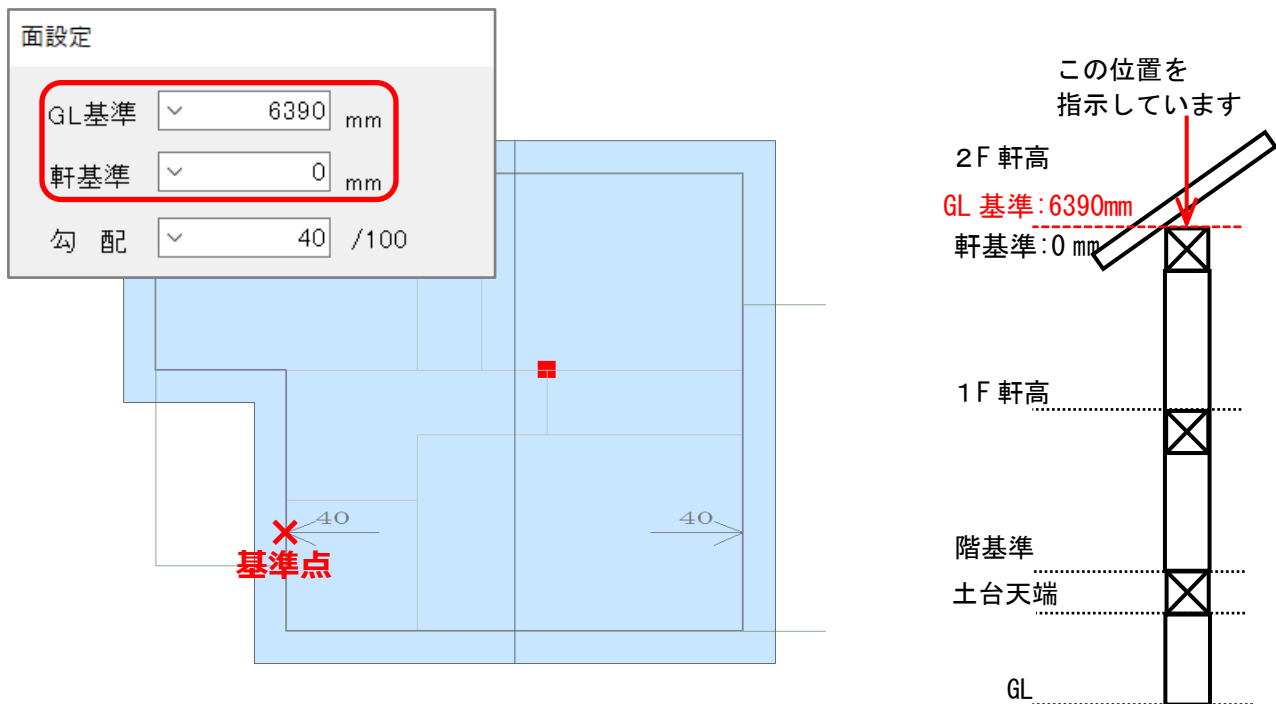 面設定
GL基準 6390 mm
軒基準 0 mm
勾 配 40 /100
40
40
基準点
この位置を
指示しています
2F 軒高
GL 基準:6390mm
軒基準:0 mm
1F 軒高
階基準
土台天端
GL